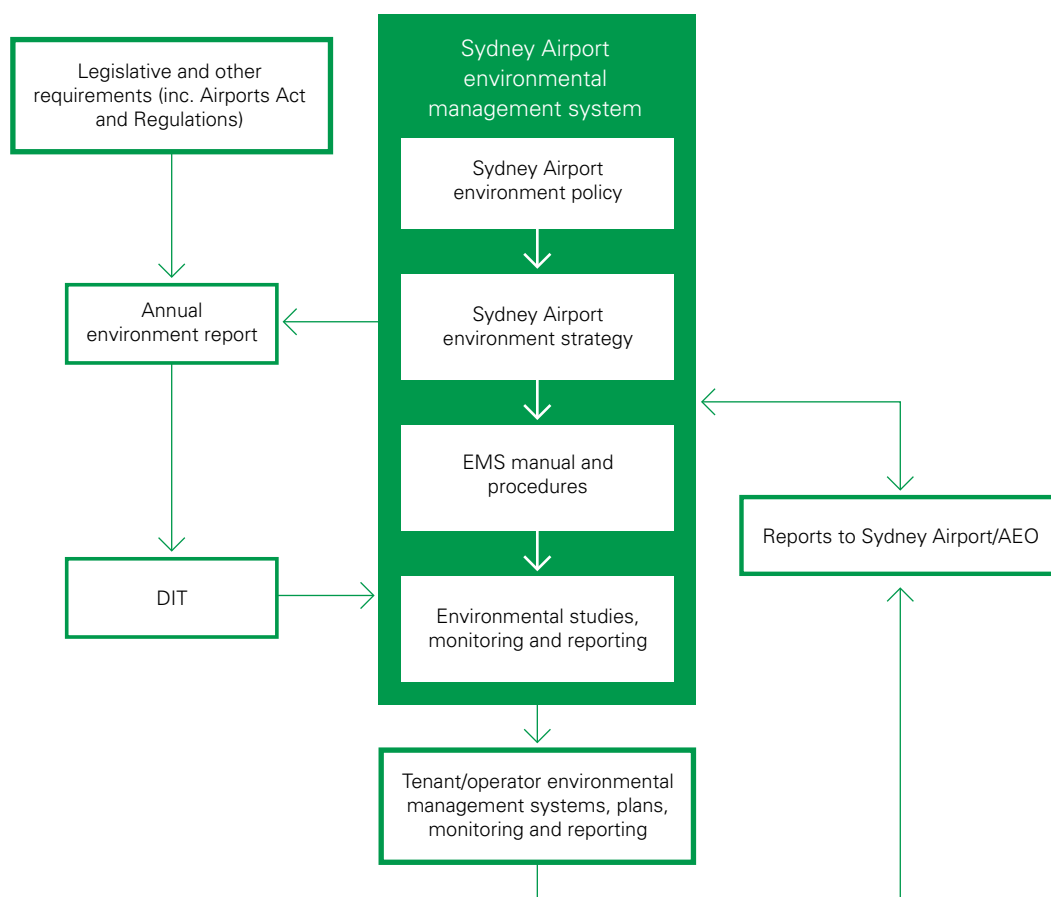 Legislative and other
requirements (inc. Airports Act
and Regulations)
Annual
environment report
DIT
Sydney Airport
environmental
management system
Sydney Airport
environment policy
Sydney Airport
environment strategy
EMS manual and
procedures
Environmental studies,
monitoring and reporting
Tenant/operator environmental
management systems, plans,
monitoring and reporting
Reports to Sydney Airport/AEO